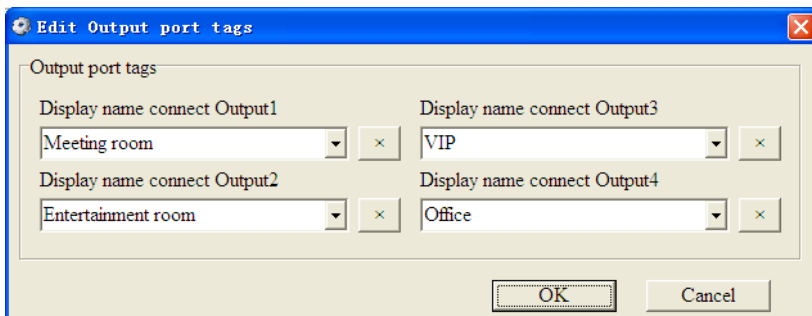 Edit Output port tags
Output port tags
Display name connect Output1
Display name connect Output3
Meeting room
×
VIP
×
Display name connect Output2
Display name connect Output4
Entertainment room
×
Office
×
OK
Cancel